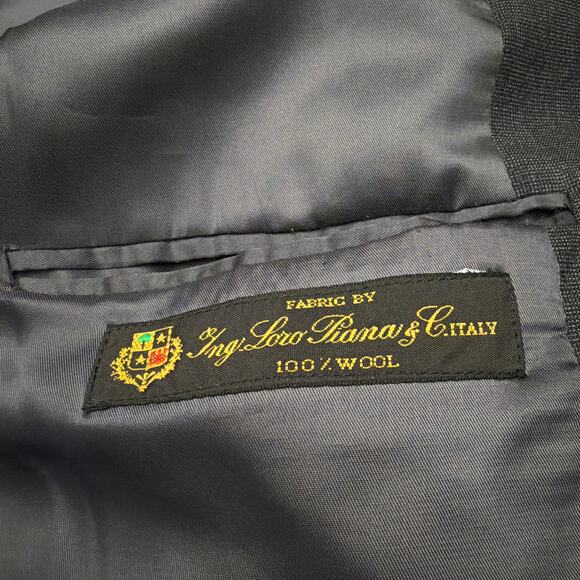 FABRIC BY
Ing. Loro Piana & C. ITALY
100% WOOL